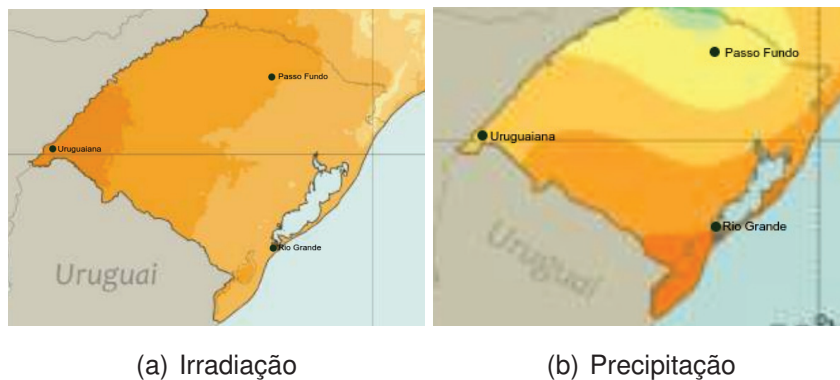 Passo Fundo
Uruguaiana
Rio Grande
Uruguai
(a) Irradiação
Passo Fundo
Uruguaiana
Rio Grande
Uruguai
(b) Precipitação